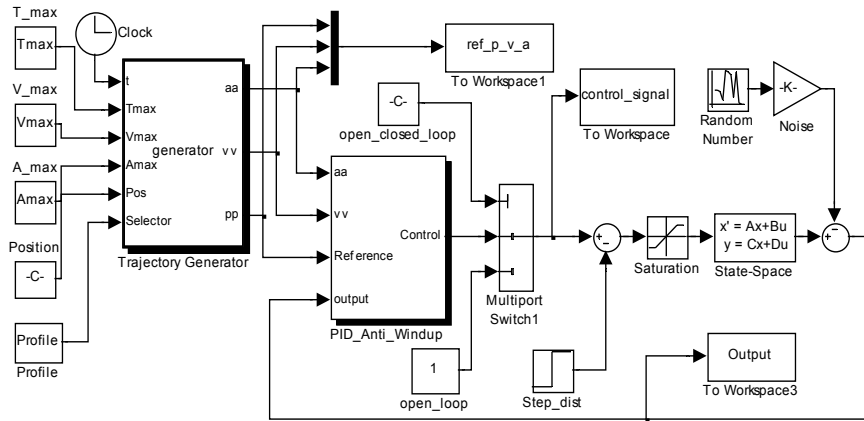 T_max
Tmax
Clock
V_max
Vmax
A_max
Amax
Position
-C-
Profile
Profile
t
Tmax
Vmax
Amax
Pos
Selector
generator
aa
vv
pp
Trajectory Generator
ref_p_v_a
To Workspace1
-C-
open_closed_loop
control_signal
To Workspace
Random
Number
-K-
Noise
aa
vv
Reference
output
Control
PID_Anti_Windup
Multiport
Switch1
1
open_loop
Step_dist
Saturation
x' = Ax+Bu
y = Cx+Du
State-Space
Output
To Workspace3